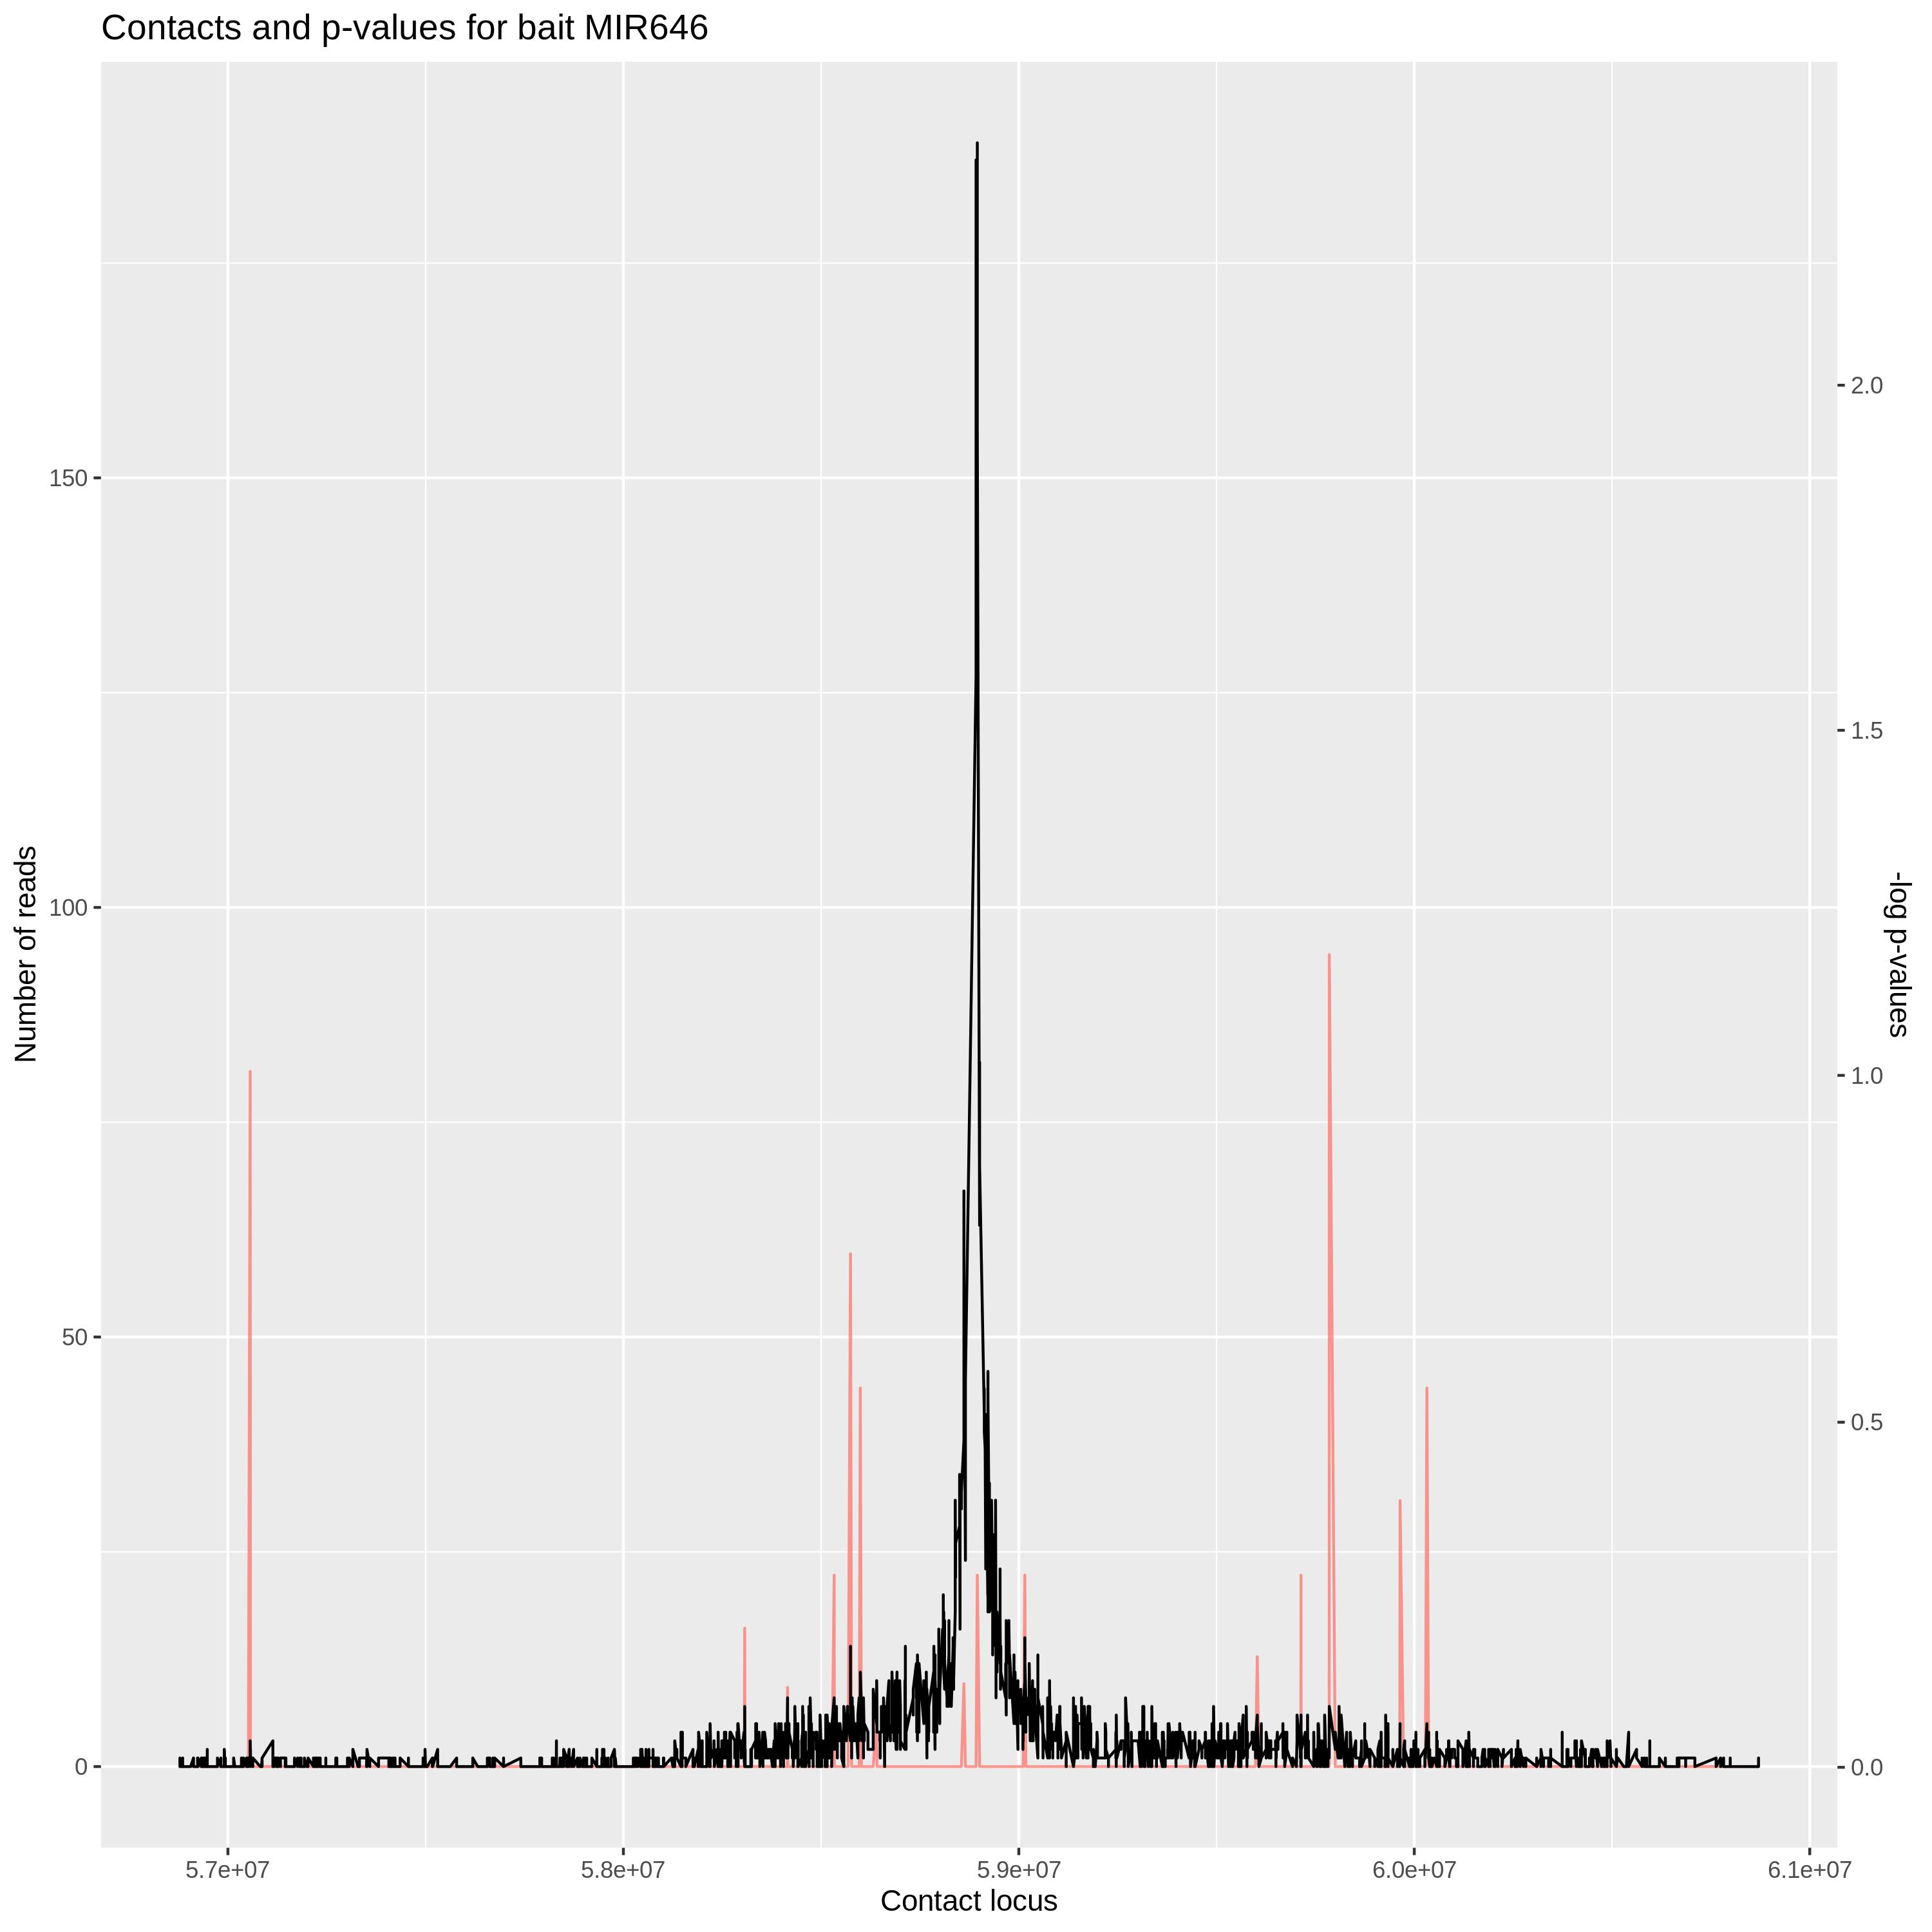 Contacts and p-values for bait MIR646
Number of reads
150
100
50
0
2.0
1.5
1.0
0.5
0.0
-log p-values
5.7e+07
5.8e+07
5.9e+07
6.0e+07
6.1e+07
Contact locus